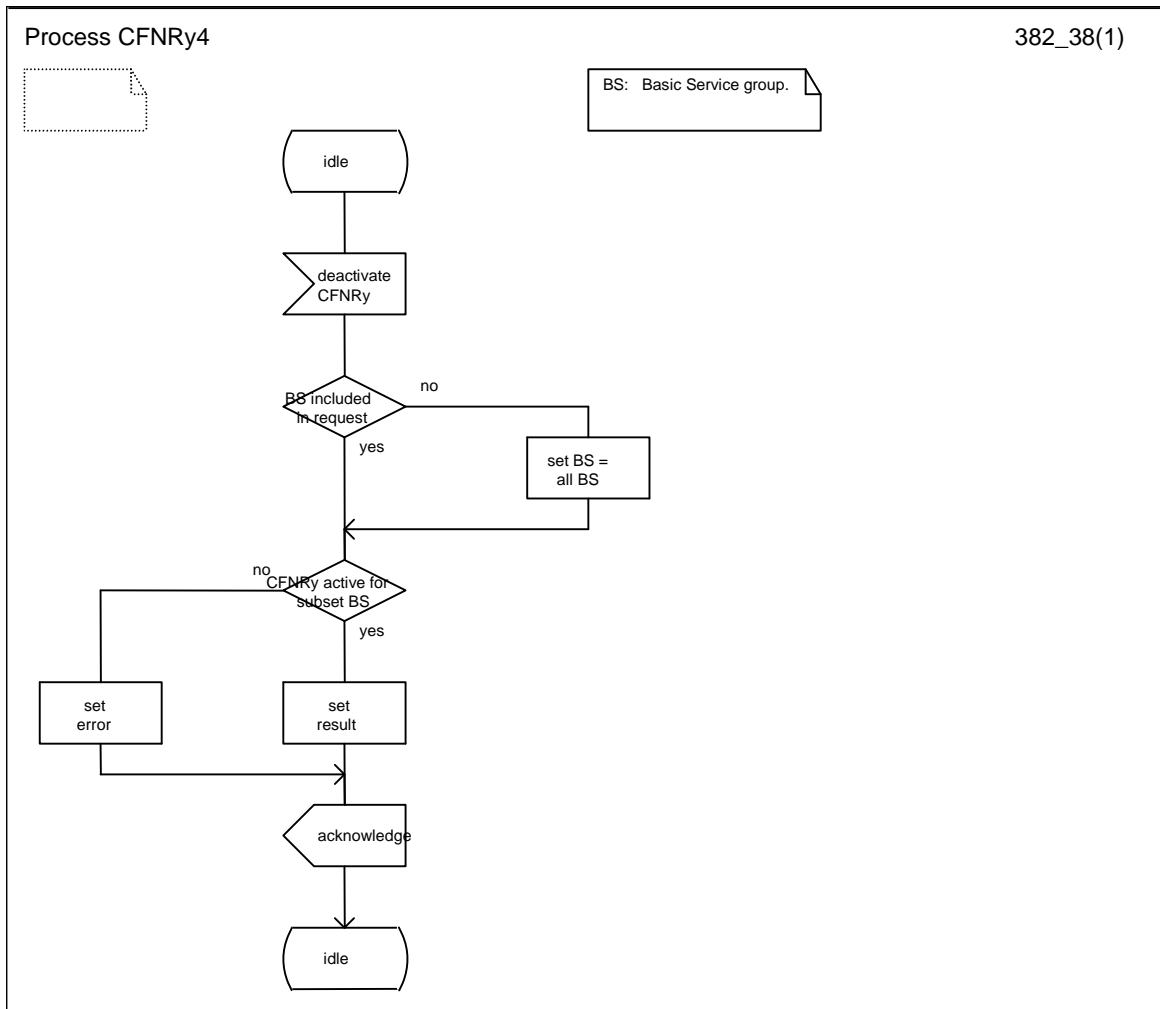 Process CFNRy4
382_38(1)
BS: Basic Service group.
idle
deactivate
CFNRy
BS included
in request
no
yes
set BS =
all BS
no
CFNRy active for
subset BS
yes
set
error
set
result
acknowledge
idle